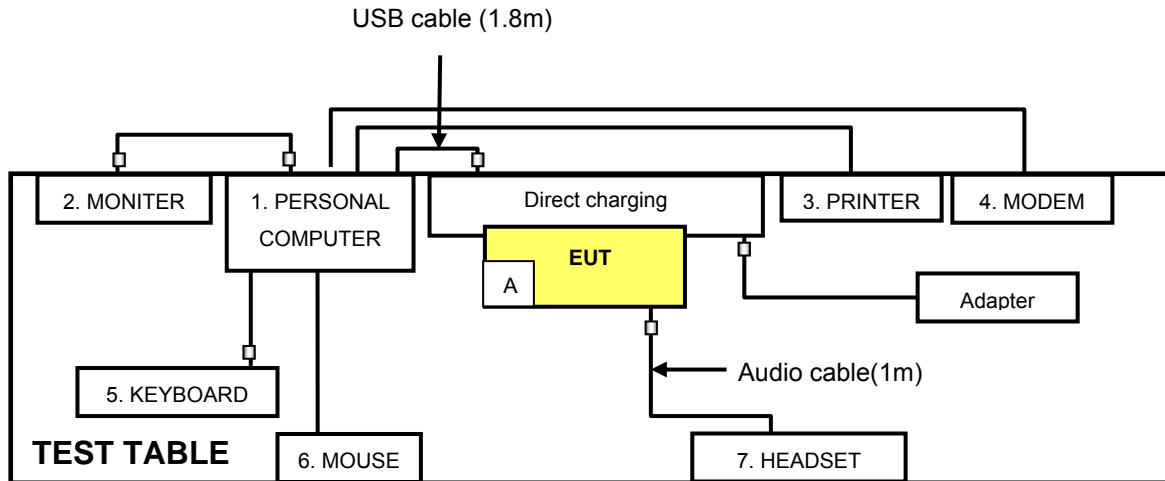 USB cable (1.8m)
2. MONITER
1. PERSONAL
COMPUTER
Direct charging
3. PRINTER
4. MODEM
EUT
A
Adapter
Audio cable(1m)
5. KEYBOARD
TEST TABLE
6. MOUSE
7. HEADSET